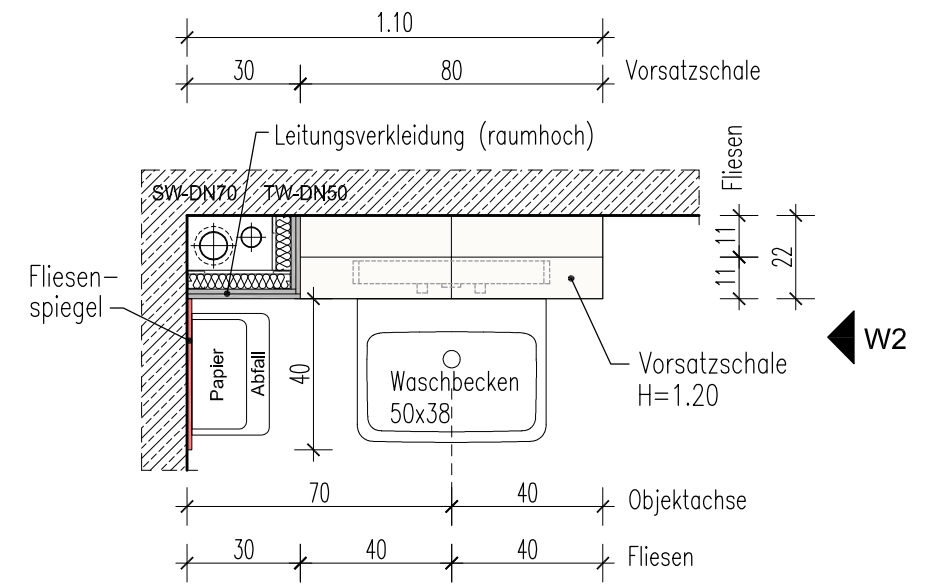 1.10
30 80 Vorsatzschale
Leitungsverkleidung (raumhoch)
Fliesen
SW-DN70 TW-DN50
11
11
22
Fliesen-
spiegel
W2
Papier
Abfall
40
Waschbecken
50x38
Vorsatzschale
H=1.20
70 40 Objektachse
30 40 40 Fliesen